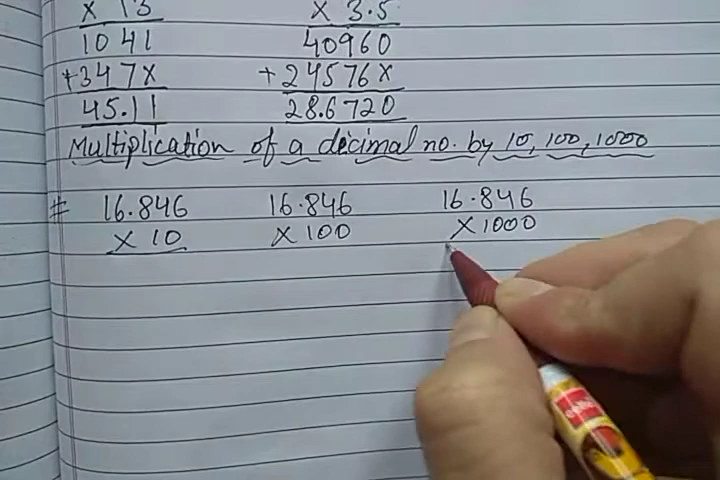 x 13 x 3.5
1041 40960
+347x +24576x
45.11 28.6720
Multiplication of a decimal no. by 10, 100, 1000
# 16.846 16.846 16.846
x 10 x 100 x 1000